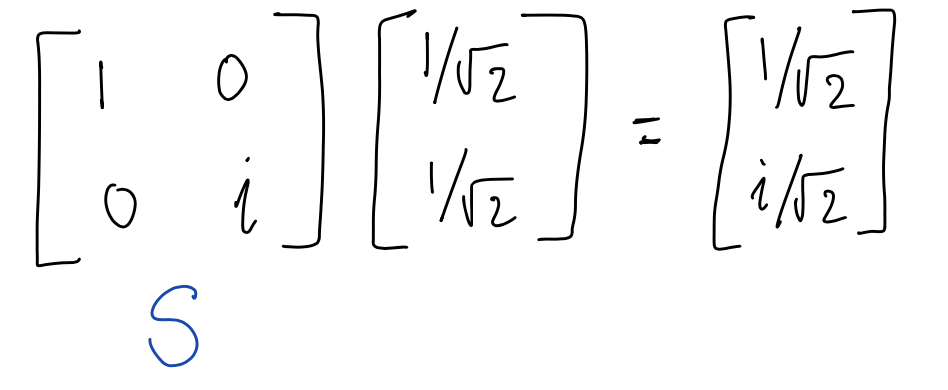 [1 0] [1/√2] = [1/√2]
[0 i] [1/√2] [i/√2]
S